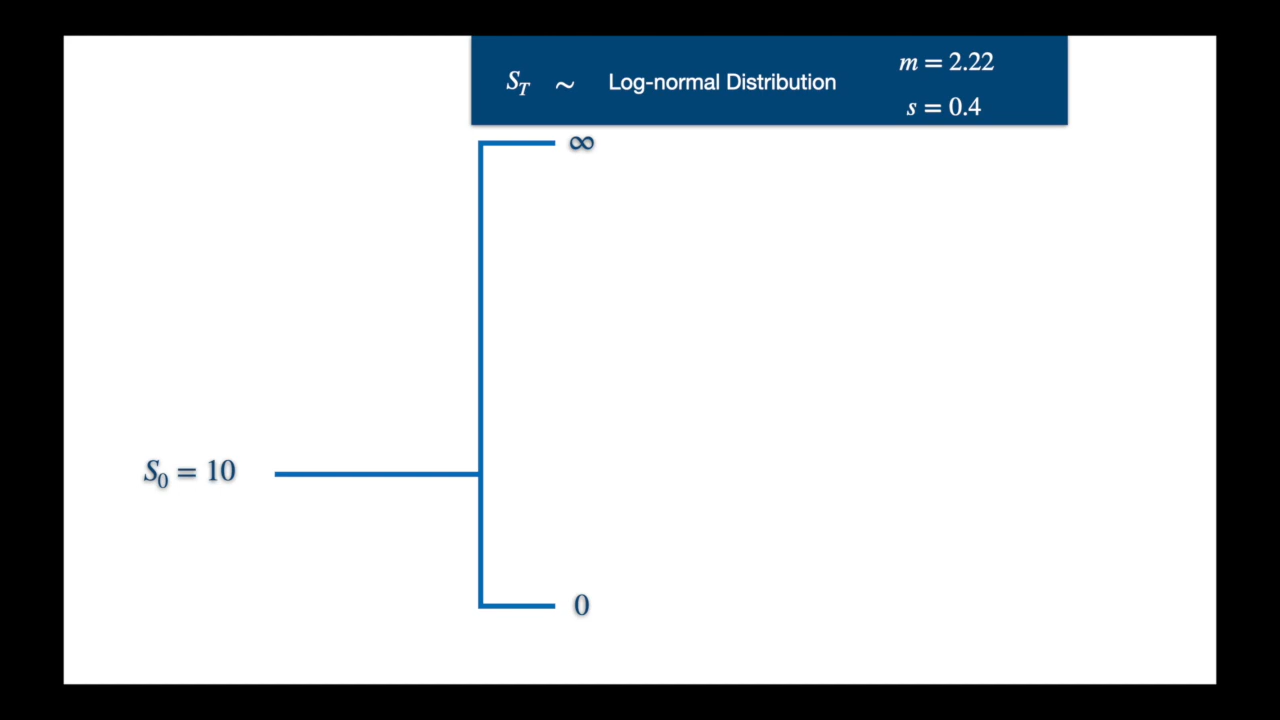 S_T ~ Log-normal Distribution
m = 2.22
s = 0.4
∞
S_0 = 10
0